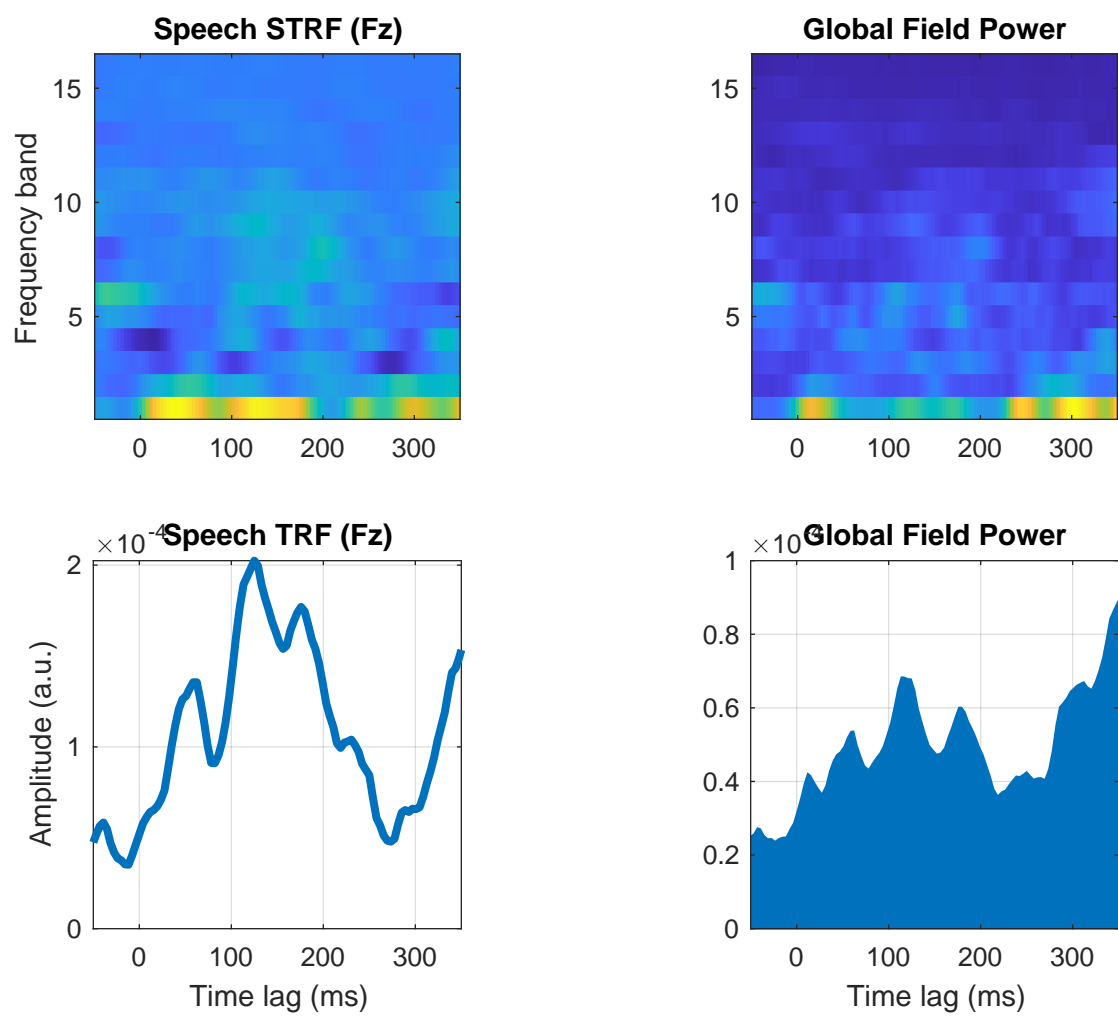 Speech STRF (Fz)
Global Field Power
Frequency band
15
10
5
0 100 200 300
15
10
5
0 100 200 300
Speech TRF (Fz)
Global Field Power
×10-4
Amplitude (a.u.)
2
1
0
0 100 200 300
Time lag (ms)
×10-4
1
0.8
0.6
0.4
0.2
0
0 100 200 300
Time lag (ms)